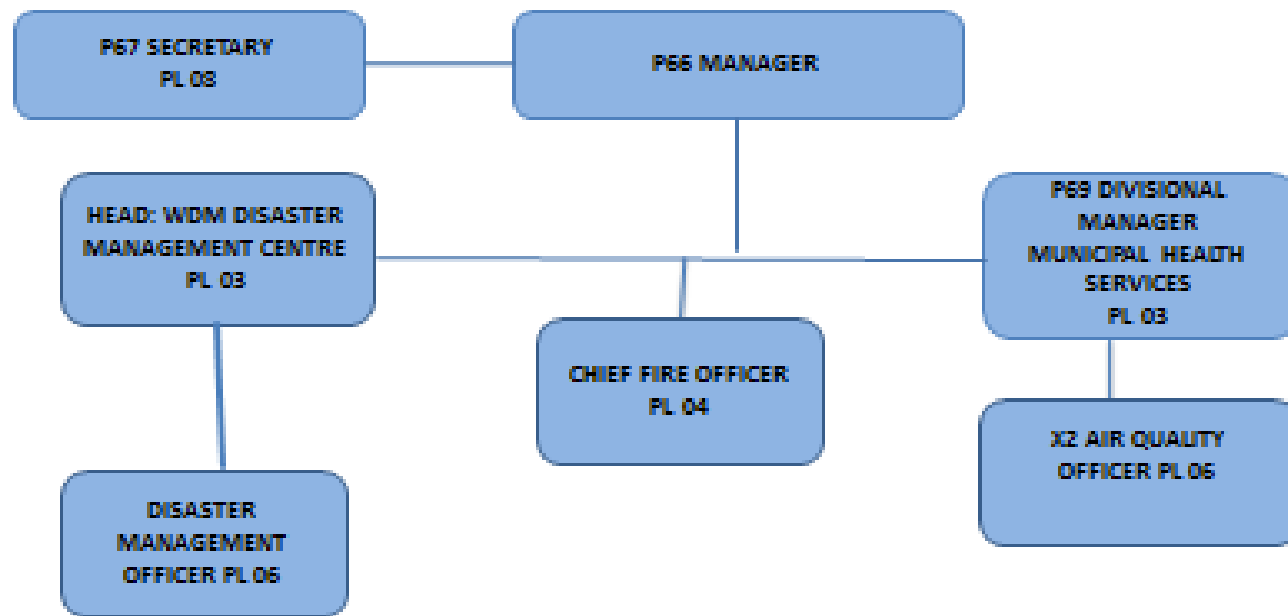 P67 SECRETARY
PL 08
P66 MANAGER
HEAD: WDM DISASTER
MANAGEMENT CENTRE
PL 03
P69 DIVISIONAL
MANAGER
MUNICIPAL HEALTH
SERVICES
PL 03
CHIEF FIRE OFFICER
PL 04
X2 AIR QUALITY
OFFICER PL 06
DISASTER
MANAGEMENT
OFFICER PL 06